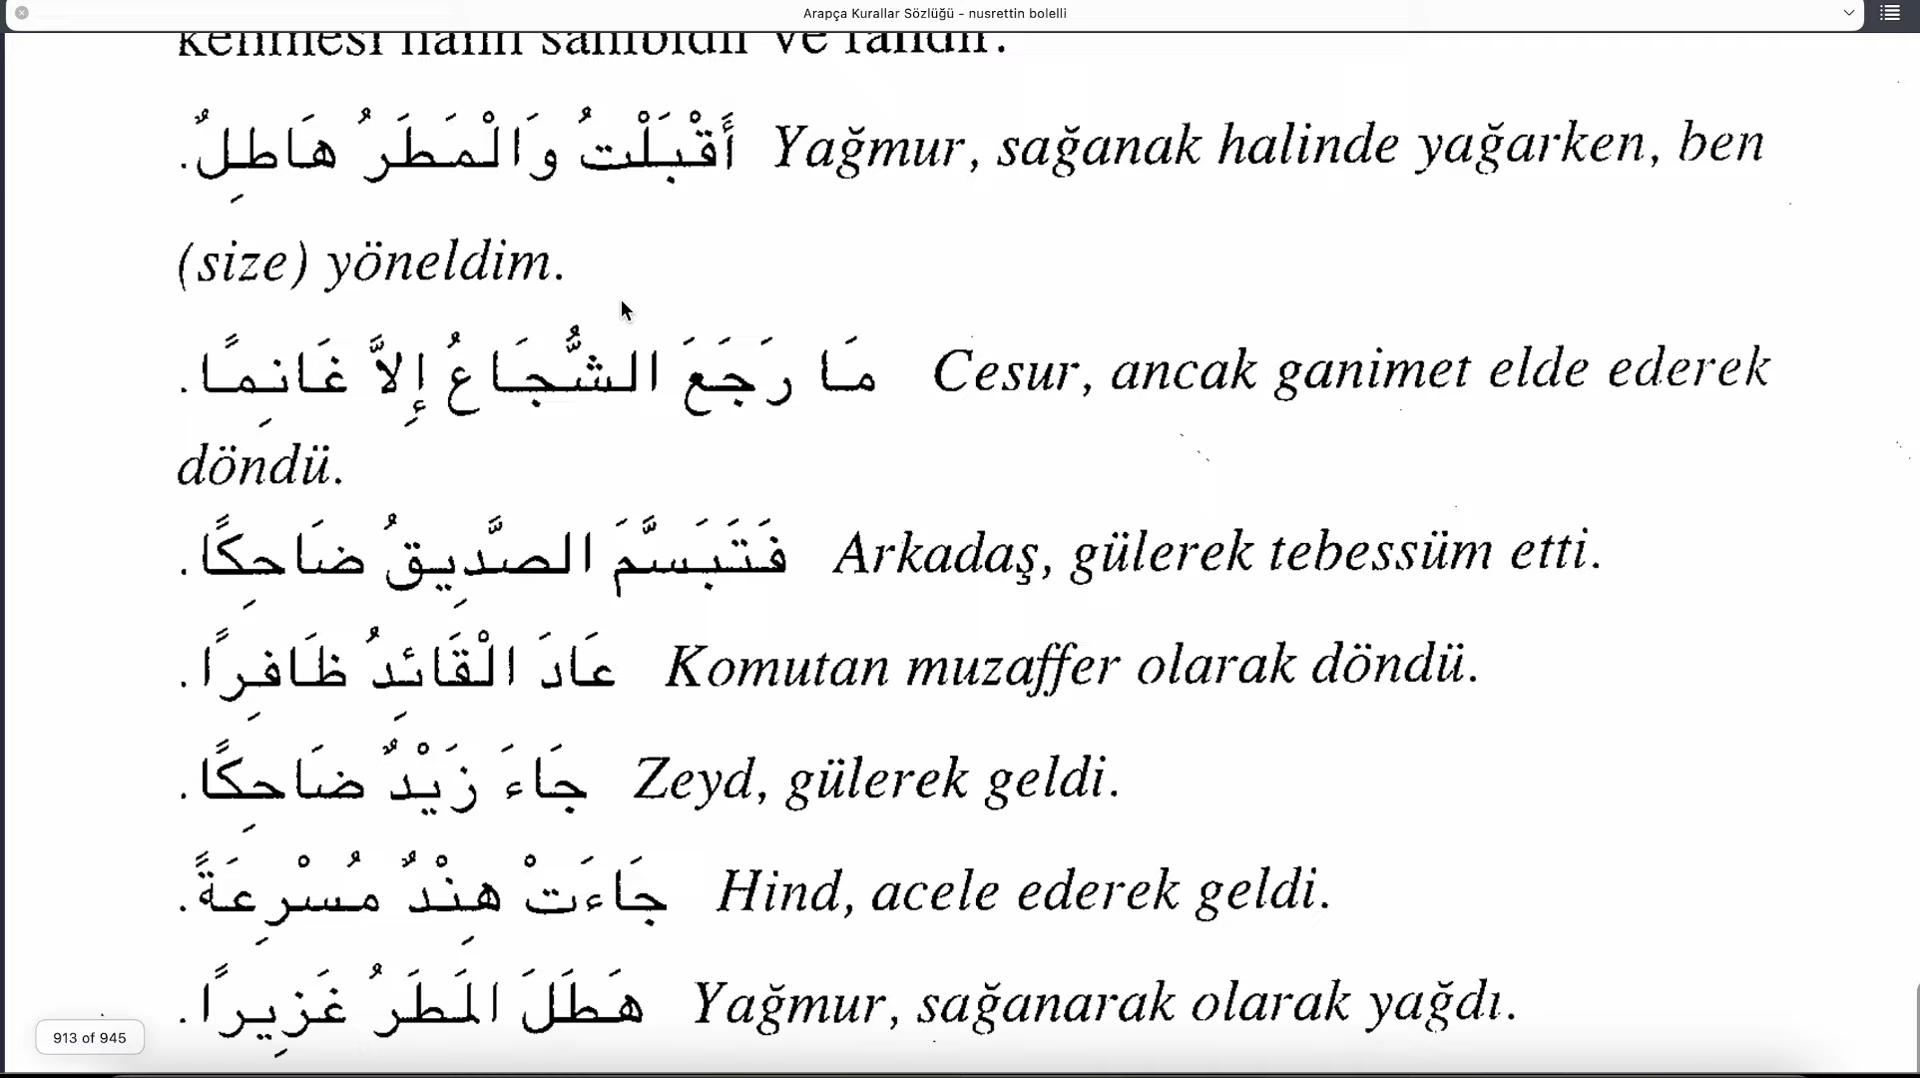 Arapça Kurallar Sözlüğü - nusrettin bolelli
أَقْبَلْتُ وَالْمَطَرُ هَاطِلٌ. Yağmur, sağanak halinde yağarken, ben
(size) yöneldim.
مَا رَجَعَ الشُّجَاعُ إِلاَّ غَانِمًا. Cesur, ancak ganimet elde ederek
döndü.
فَتَبَسَّمَ الصَّدِيقُ ضَاحِكًا. Arkadaş, gülerek tebessüm etti.
عَادَ الْقَائِدُ ظَافِرًا. Komutan muzaffer olarak döndü.
جَاءَ زَيْدٌ ضَاحِكًا. Zeyd, gülerek geldi.
جَاءَتْ هِنْدٌ مُسْرِعَةً. Hind, acele ederek geldi.
هَطَلَ المَطَرُ غَزِيرًا. Yağmur, sağanarak olarak yağdı.
913 of 945